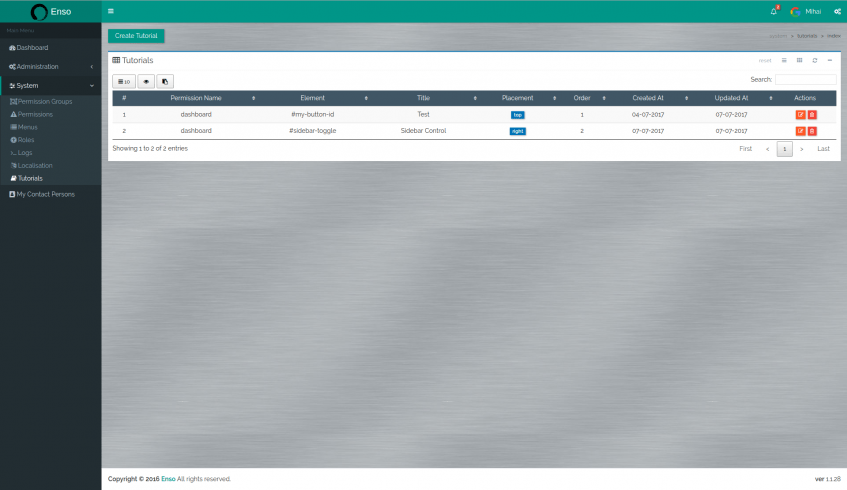 Enso
8
Mihai
Main Menu
Dashboard
Administration
System
Permission Groups
Permissions
Menus
Roles
Logs
Localisation
Tutorials
My Contact Persons
Create Tutorial
system > tutorials > index
Tutorials
reset
10
Search:
# Permission Name Element Title Placement Order Created At Updated At Actions
1 dashboard #my-button-id Test top 1 04-07-2017 07-07-2017
2 dashboard #sidebar-toggle Sidebar Control right 2 07-07-2017 07-07-2017
Showing 1 to 2 of 2 entries
First < 1 > Last
Copyright © 2016 Enso All rights reserved.
ver 1.1.28